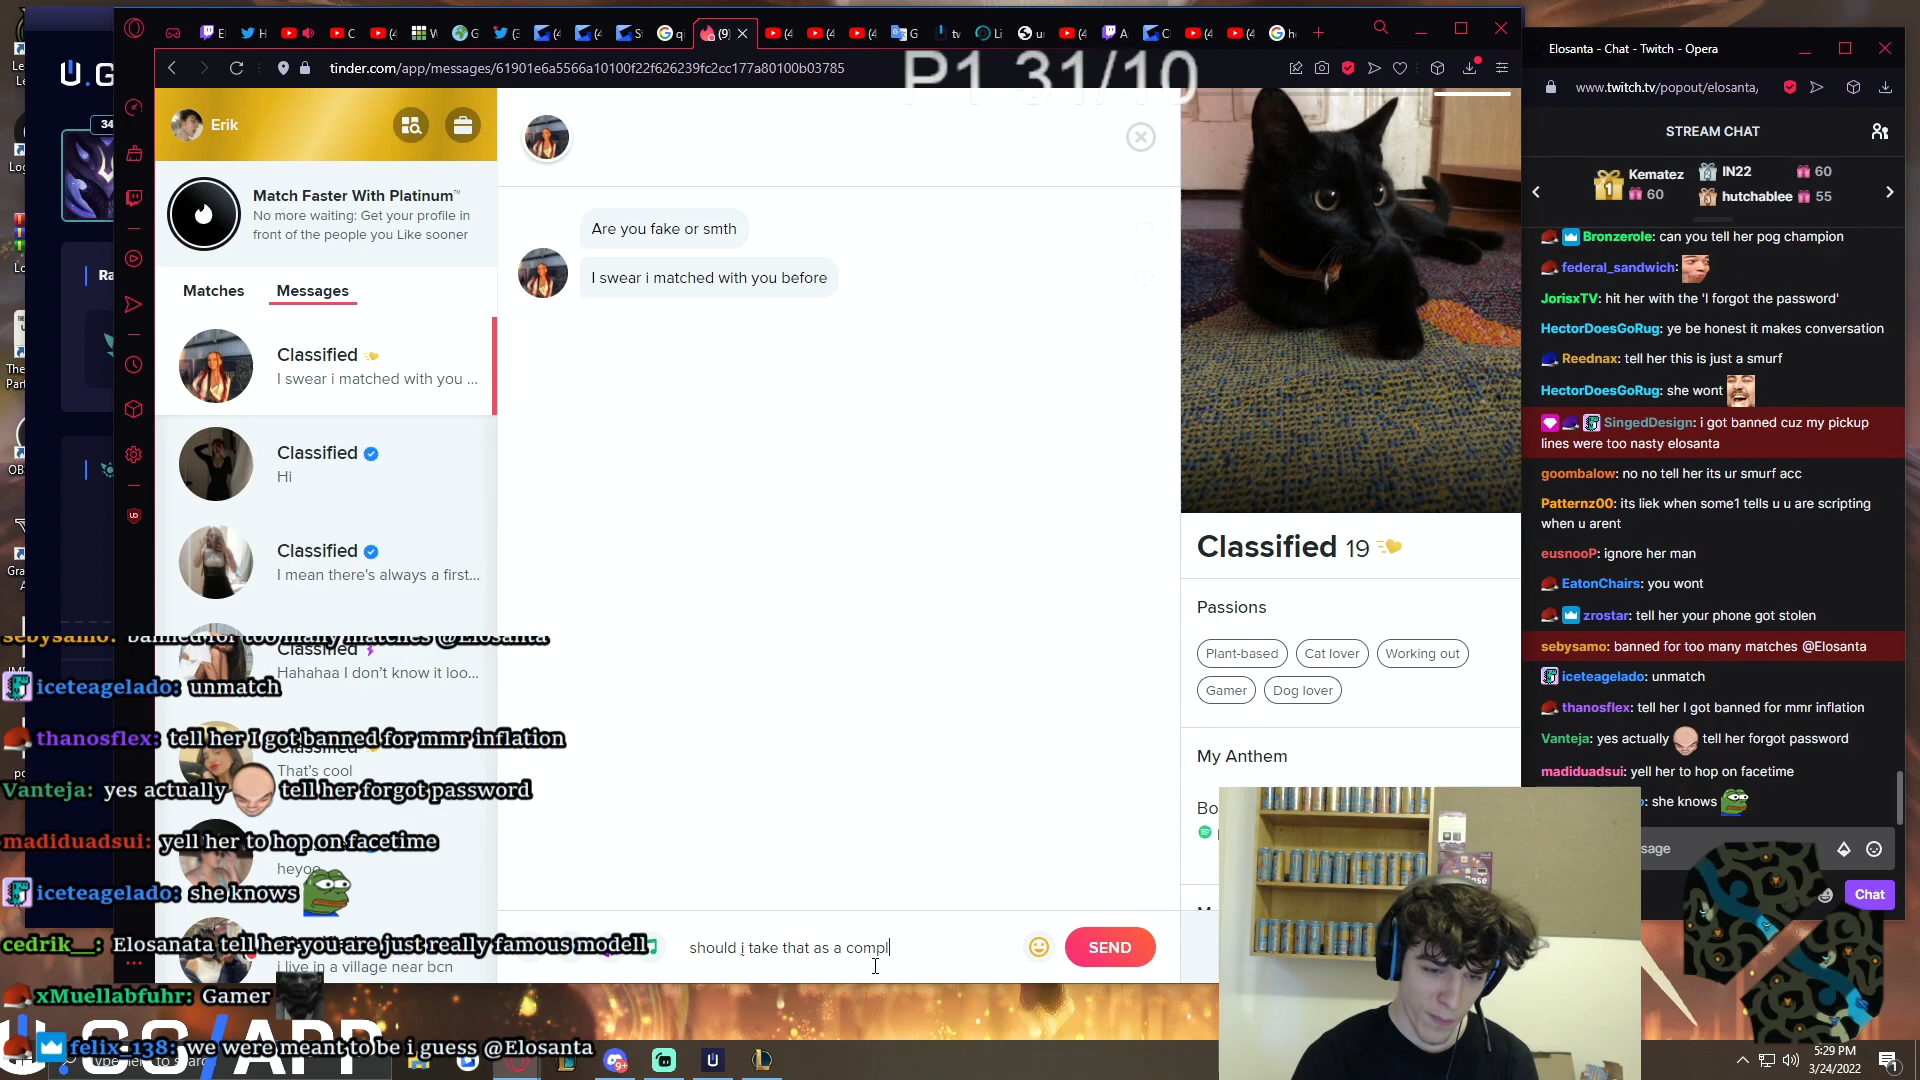 Elosanta - Chat - Twitch - Opera
tinder.com/app/messages/61901e6a5566a10100f22f626239fc2cc177a80100b03785
P1 31/10
www.twitch.tv/popout/elosanta,
Erik
Match Faster With Platinum™
No more waiting: Get your profile in
front of the people you Like sooner
Matches
Messages
Classified
I swear i matched with you ...
Classified
Hi
Classified
I mean there's always a first...
Classified
Hahahaa I don't know it loo...
That's cool
heyoo
i live in a village near bcn
Are you fake or smth
I swear i matched with you before
should i take that as a compl
SEND
Classified 19
Passions
Plant-based
Cat lover
Working out
Gamer
Dog lover
My Anthem
STREAM CHAT
Kematez
60
IN22
60
hutchablee
55
Bronzerole: can you tell her pog champion
federal_sandwich:
JorisxTV: hit her with the 'I forgot the password'
HectorDoesGoRug: ye be honest it makes conversation
Reednax: tell her this is just a smurf
HectorDoesGoRug: she wont
SingedDesign: i got banned cuz my pickup
lines were too nasty elosanta
goombalow: no no tell her its ur smurf acc
Patternz00: its liek when some1 tells u u are scripting
when u arent
eusnooP: ignore her man
EatonChairs: you wont
zrostar: tell her your phone got stolen
sebysamo: banned for too many matches @Elosanta
iceteagelado: unmatch
thanosflex: tell her I got banned for mmr inflation
Vanteja: yes actually tell her forgot password
madiduadsui: yell her to hop on facetime
she knows
Chat
sebysamo: banned for too many matches @Elosanta
iceteagelado: unmatch
thanosflex: tell her I got banned for mmr inflation
Vanteja: yes actually tell her forgot password
madiduadsui: yell her to hop on facetime
iceteagelado: she knows
cedrik__: Elosanata tell her you are just really famous modell
xMuellabfuhr: Gamer
felix_138: we were meant to be i guess @Elosanta
U.GG/APP
5:29 PM
3/24/2022